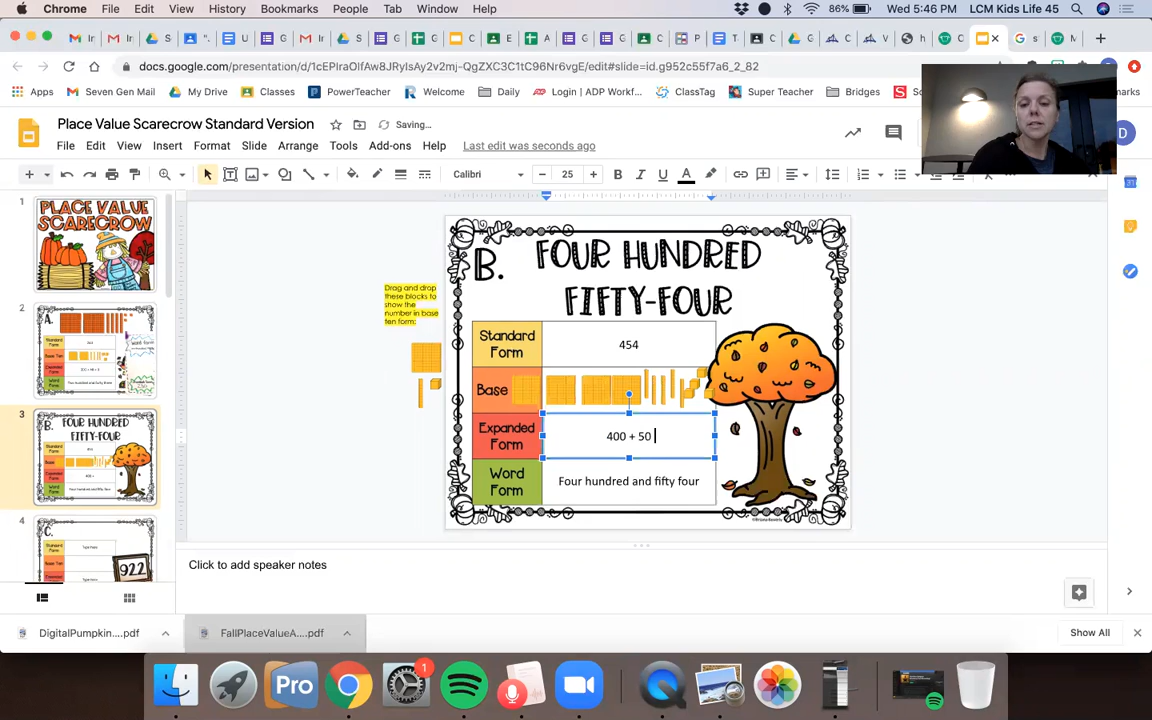 Chrome File Edit View History Bookmarks People Tab Window Help
86% Wed 5:46 PM LCM Kids Life 45
docs.google.com/presentation/d/1cEPIraOlfAw8JRyIsAy2v2mj-QgZXC3C1tC96Nr6vgE/edit#slide=id.g952c55f7a6_2_82
Apps Seven Gen Mail My Drive Classes PowerTeacher Welcome Daily Login | ADP Workf... ClassTag Super Teacher Bridges
Place Value Scarecrow Standard Version Saving...
File Edit View Insert Format Slide Arrange Tools Add-ons Help Last edit was seconds ago
Calibri 25 B I U A
1
PLACE VALUE
SCARECROW
2
A.
3
B. FOUR HUNDRED
FIFTY-FOUR
4
C.
922
Drag and drop
these blocks to
show the
number in base
ten form:
B. FOUR HUNDRED
FIFTY-FOUR
Standard
Form
454
Base
Expanded
Form
400 + 50
Word
Form
Four hundred and fifty four
Click to add speaker notes
DigitalPumpkin....pdf FallPlaceValueA....pdf Show All
Pro
1